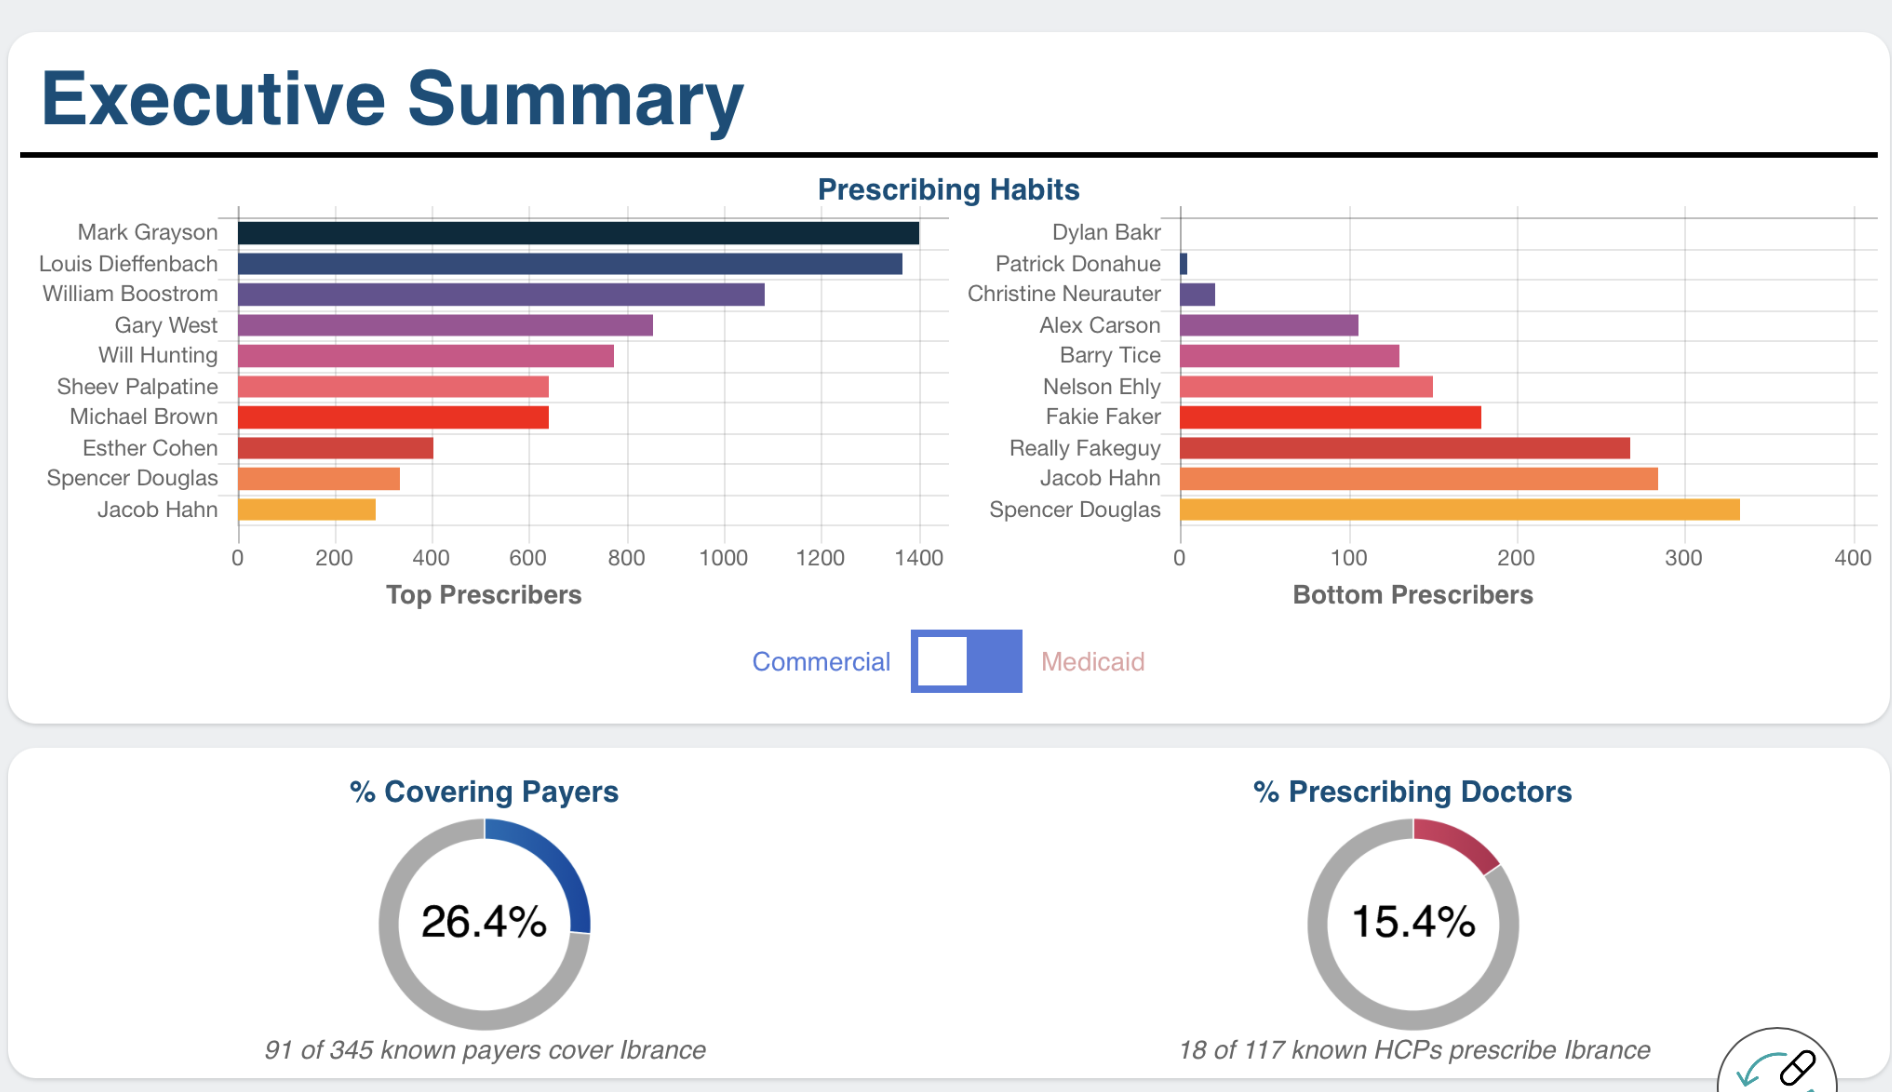 Executive Summary
Prescribing Habits
Mark Grayson
Louis Dieffenbach
William Boostrom
Gary West
Will Hunting
Sheev Palpatine
Michael Brown
Esther Cohen
Spencer Douglas
Jacob Hahn
0 200 400 600 800 1000 1200 1400
Top Prescribers
Dylan Bakr
Patrick Donahue
Christine Neurauter
Alex Carson
Barry Tice
Nelson Ehly
Fakie Faker
Really Fakeguy
Jacob Hahn
Spencer Douglas
0 100 200 300 400
Bottom Prescribers
Commercial Medicaid
% Covering Payers
26.4%
91 of 345 known payers cover Ibrance
% Prescribing Doctors
15.4%
18 of 117 known HCPs prescribe Ibrance